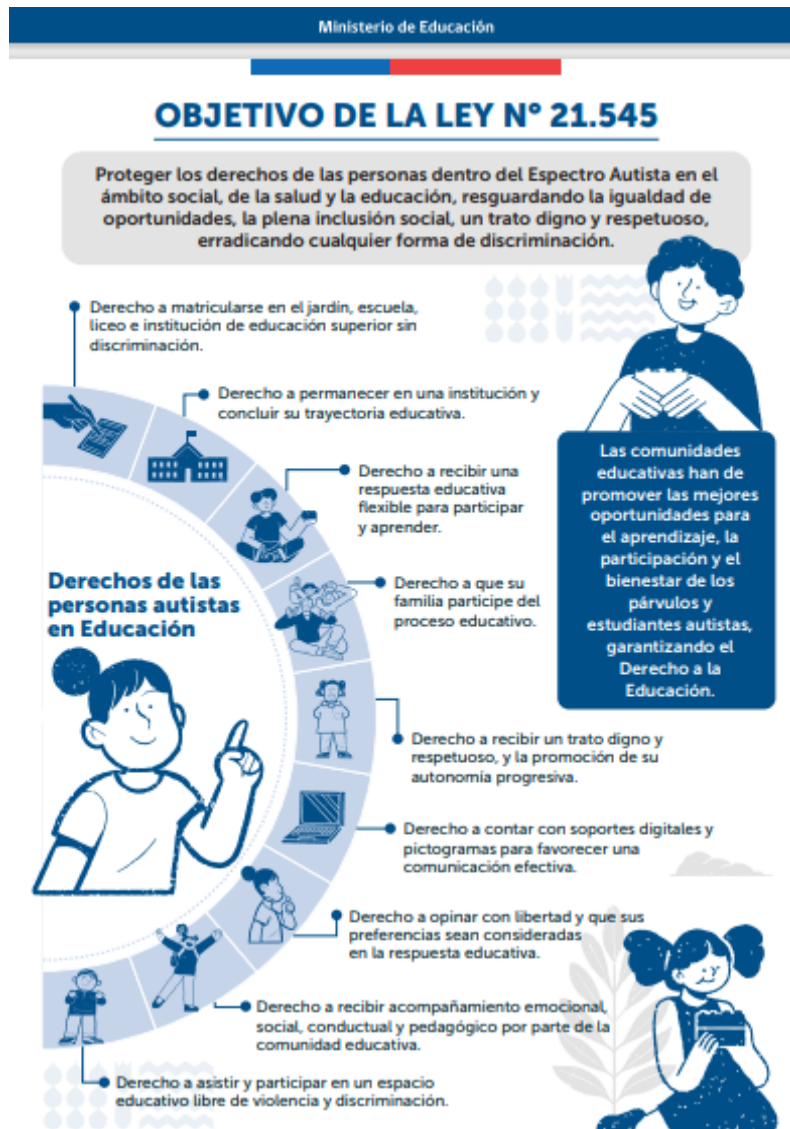 Ministerio de Educación
OBJETIVO DE LA LEY N° 21.545
Proteger los derechos de las personas dentro del Espectro Autista en el
ámbito social, de la salud y la educación, resguardando la igualdad de
oportunidades, la plena inclusión social, un trato digno y respetuoso,
erradicando cualquier forma de discriminación.
Derecho a matricularse en el jardín, escuela,
liceo e institución de educación superior sin
discriminación.
Derecho a permanecer en una institución y
concluir su trayectoria educativa.
Derecho a recibir una
respuesta educativa
flexible para participar
y aprender.
Las comunidades
educativas han de
promover las mejores
oportunidades para
el aprendizaje, la
participación y el
bienestar de los
párvulos y
estudiantes autistas,
garantizando el
Derecho a la
Educación.
Derechos de las
personas autistas
en Educación
Derecho a que su
familia participe del
proceso educativo.
Derecho a recibir un trato digno y
respetuoso, y la promoción de su
autonomía progresiva.
Derecho a contar con soportes digitales y
pictogramas para favorecer una
comunicación efectiva.
Derecho a opinar con libertad y que sus
preferencias sean consideradas
en la respuesta educativa.
Derecho a recibir acompañamiento emocional,
social, conductual y pedagógico por parte de la
comunidad educativa.
Derecho a asistir y participar en un espacio
educativo libre de violencia y discriminación.